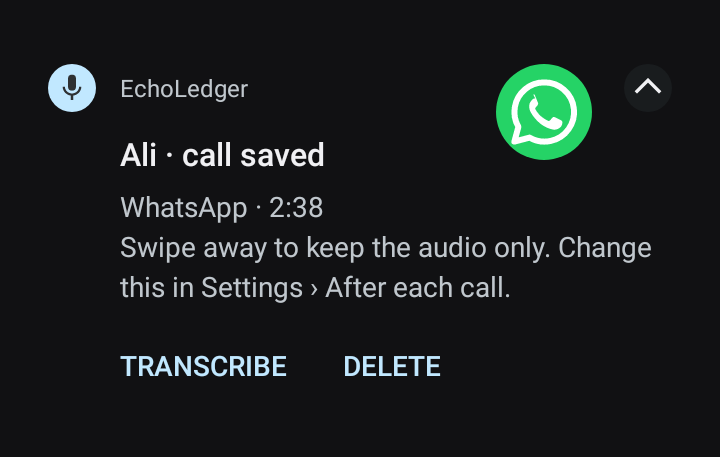 EchoLedger
Ali · call saved
WhatsApp · 2:38
Swipe away to keep the audio only. Change
this in Settings › After each call.
TRANSCRIBE DELETE